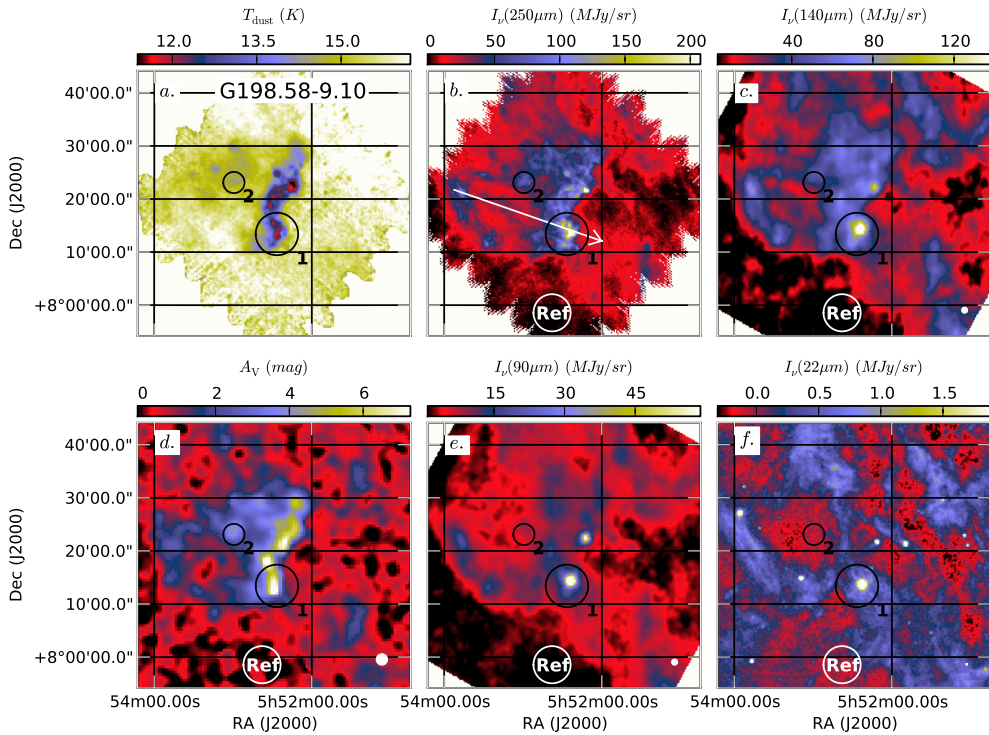 T_dust (K)
12.0 13.5 15.0
I_ν(250μm) (MJy/sr)
0 50 100 150 200
I_ν(140μm) (MJy/sr)
40 80 120
Dec (J2000)
40'00.0"
30'00.0"
20'00.0"
10'00.0"
+8°00'00.0"
a.
G198.58-9.10
2
1
b.
2
1
Ref
c.
2
1
Ref
A_V (mag)
0 2 4 6
I_ν(90μm) (MJy/sr)
15 30 45
I_ν(22μm) (MJy/sr)
0.0 0.5 1.0 1.5
Dec (J2000)
40'00.0"
30'00.0"
20'00.0"
10'00.0"
+8°00'00.0"
d.
2
1
Ref
e.
2
1
Ref
f.
2
1
Ref
54m00.00s 5h52m00.00s
RA (J2000)
54m00.00s 5h52m00.00s
RA (J2000)
54m00.00s 5h52m00.00s
RA (J2000)